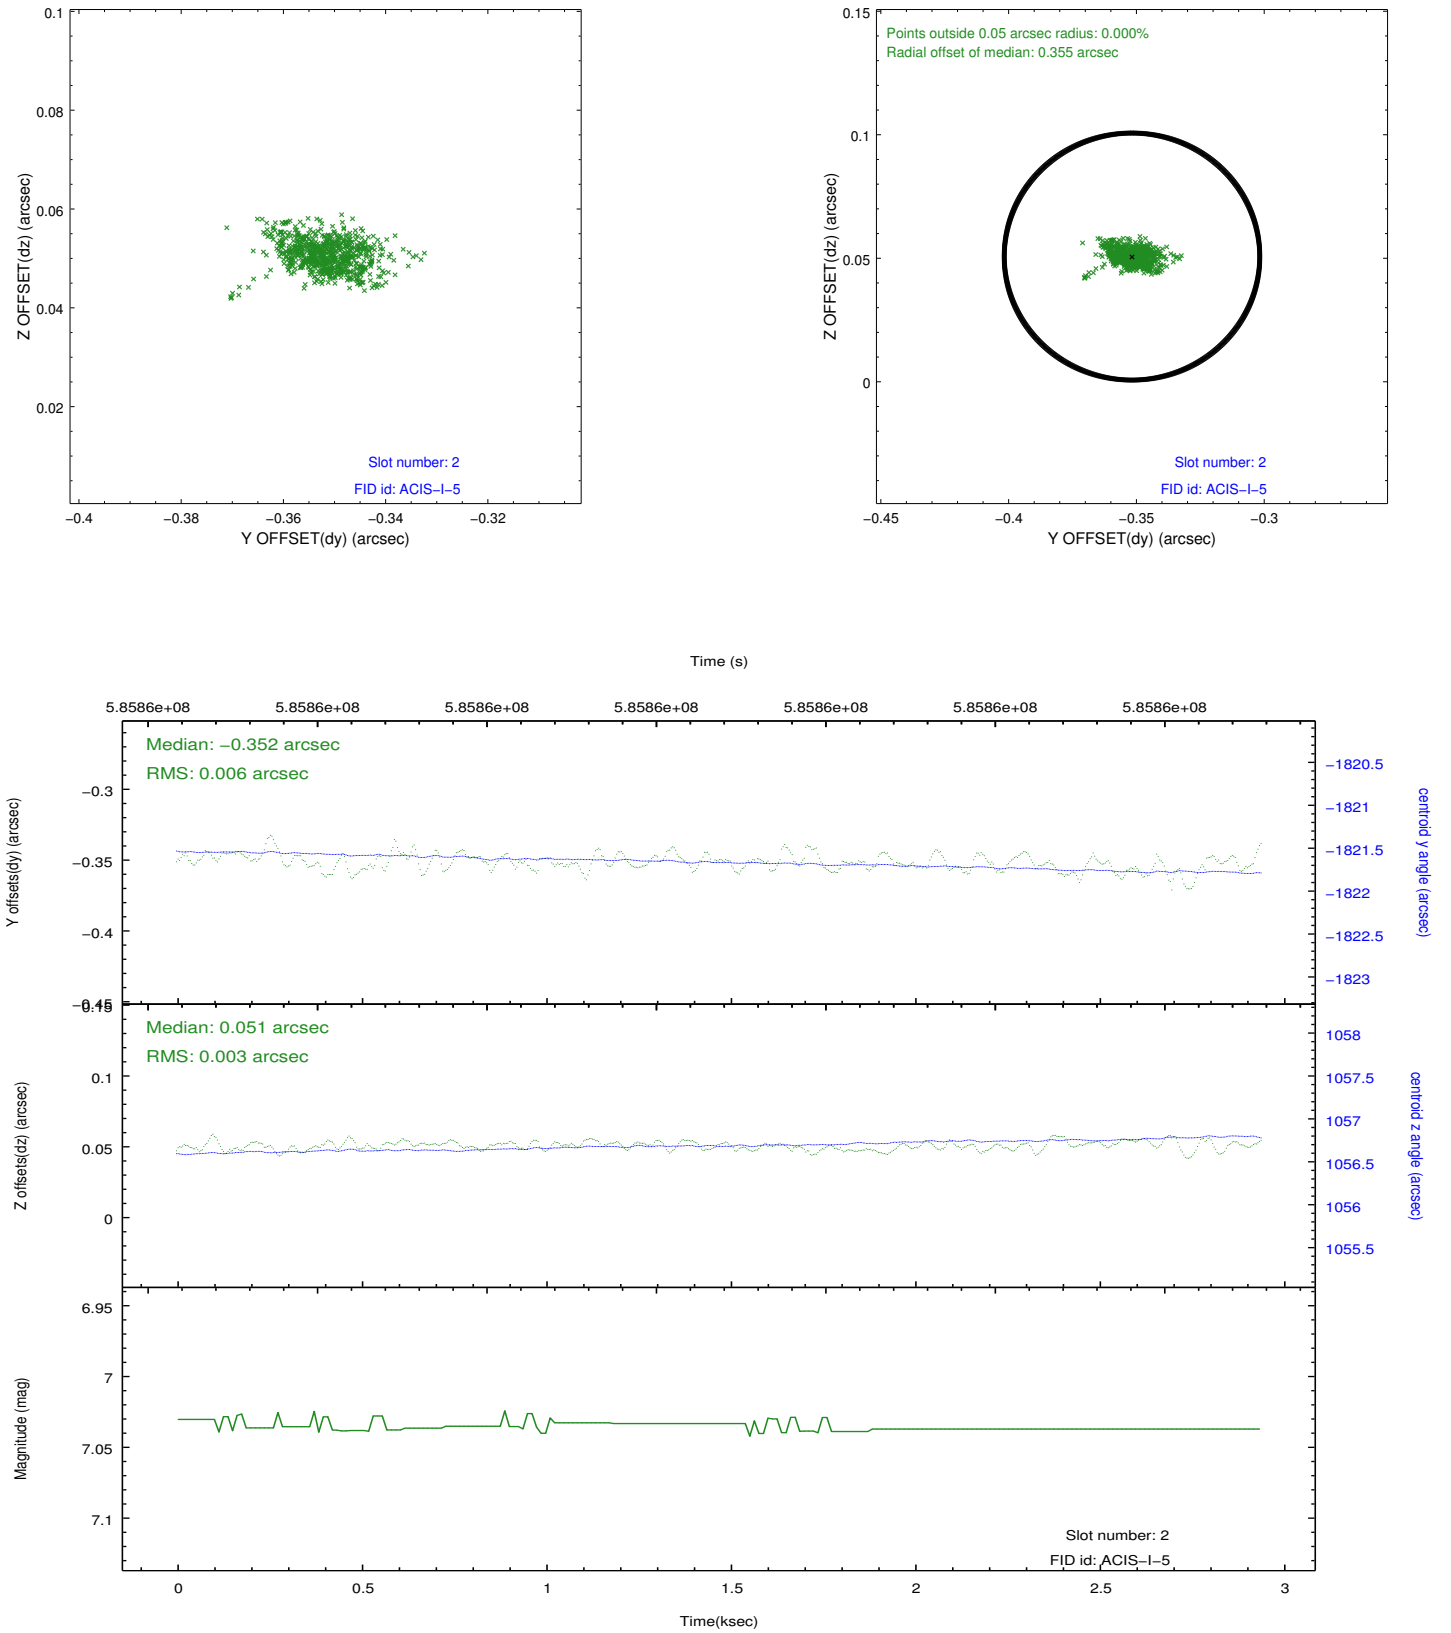 0.1
0.08
0.06
0.04
0.02
Z OFFSET(dz) (arcsec)
Slot number: 2
FID id: ACIS−I−5
−0.4
−0.38
−0.36
−0.34
−0.32
Y OFFSET(dy) (arcsec)
0.15
0.1
0.05
0
Z OFFSET(dz) (arcsec)
Points outside 0.05 arcsec radius: 0.000%
Radial offset of median: 0.355 arcsec
Slot number: 2
FID id: ACIS−I−5
−0.45
−0.4
−0.35
−0.3
Y OFFSET(dy) (arcsec)
Time (s)
5.8586e+08
5.8586e+08
5.8586e+08
5.8586e+08
5.8586e+08
5.8586e+08
5.8586e+08
Median: −0.352 arcsec
RMS: 0.006 arcsec
−0.3
−0.35
−0.4
−0.45
Y offsets(dy) (arcsec)
−1820.5
−1821
−1821.5
−1822
−1822.5
−1823
centroid y angle (arcsec)
Median: 0.051 arcsec
RMS: 0.003 arcsec
0.15
0.1
0.05
0
Z offsets(dz) (arcsec)
1058
1057.5
1057
1056.5
1056
1055.5
centroid z angle (arcsec)
6.95
7
7.05
7.1
Magnitude (mag)
Slot number: 2
FID id: ACIS−I−5
0
0.5
1
1.5
2
2.5
3
Time(ksec)